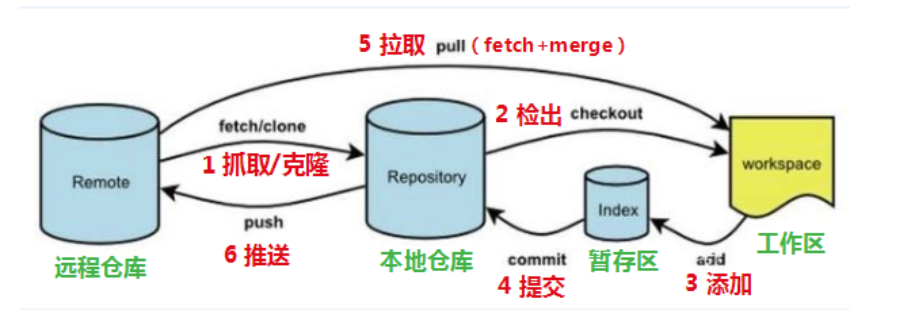 5 拉取 pull（fetch+merge）
fetch/clone
1 抓取/克隆
2 检出 checkout
Remote
Repository
workspace
Index
push
6 推送
远程仓库
本地仓库
commit
4 提交
暂存区
add
3 添加
工作区